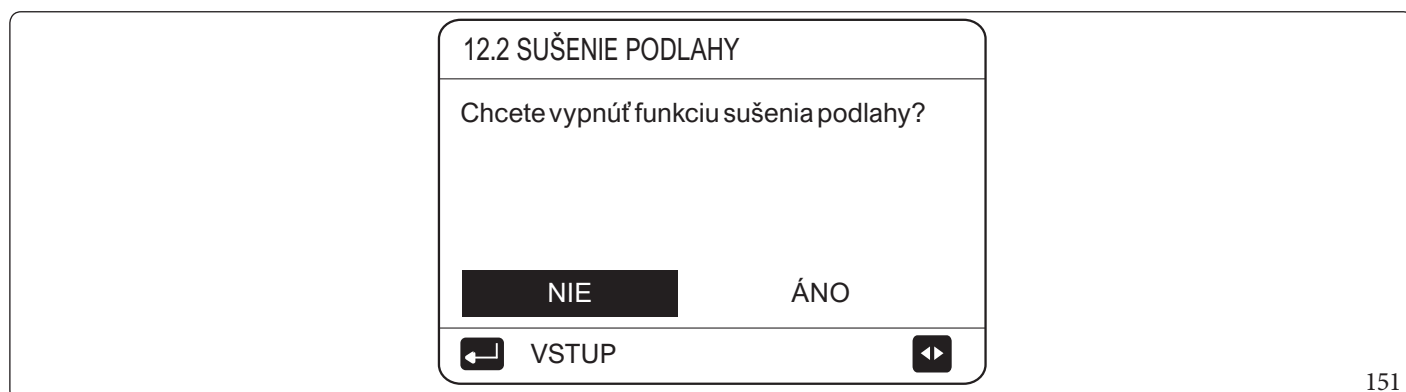 12.2 SUŠENIE PODLAHY
Chcete vypnúť funkciu sušenia podlahy?
NIE ÁNO
VSTUP
151